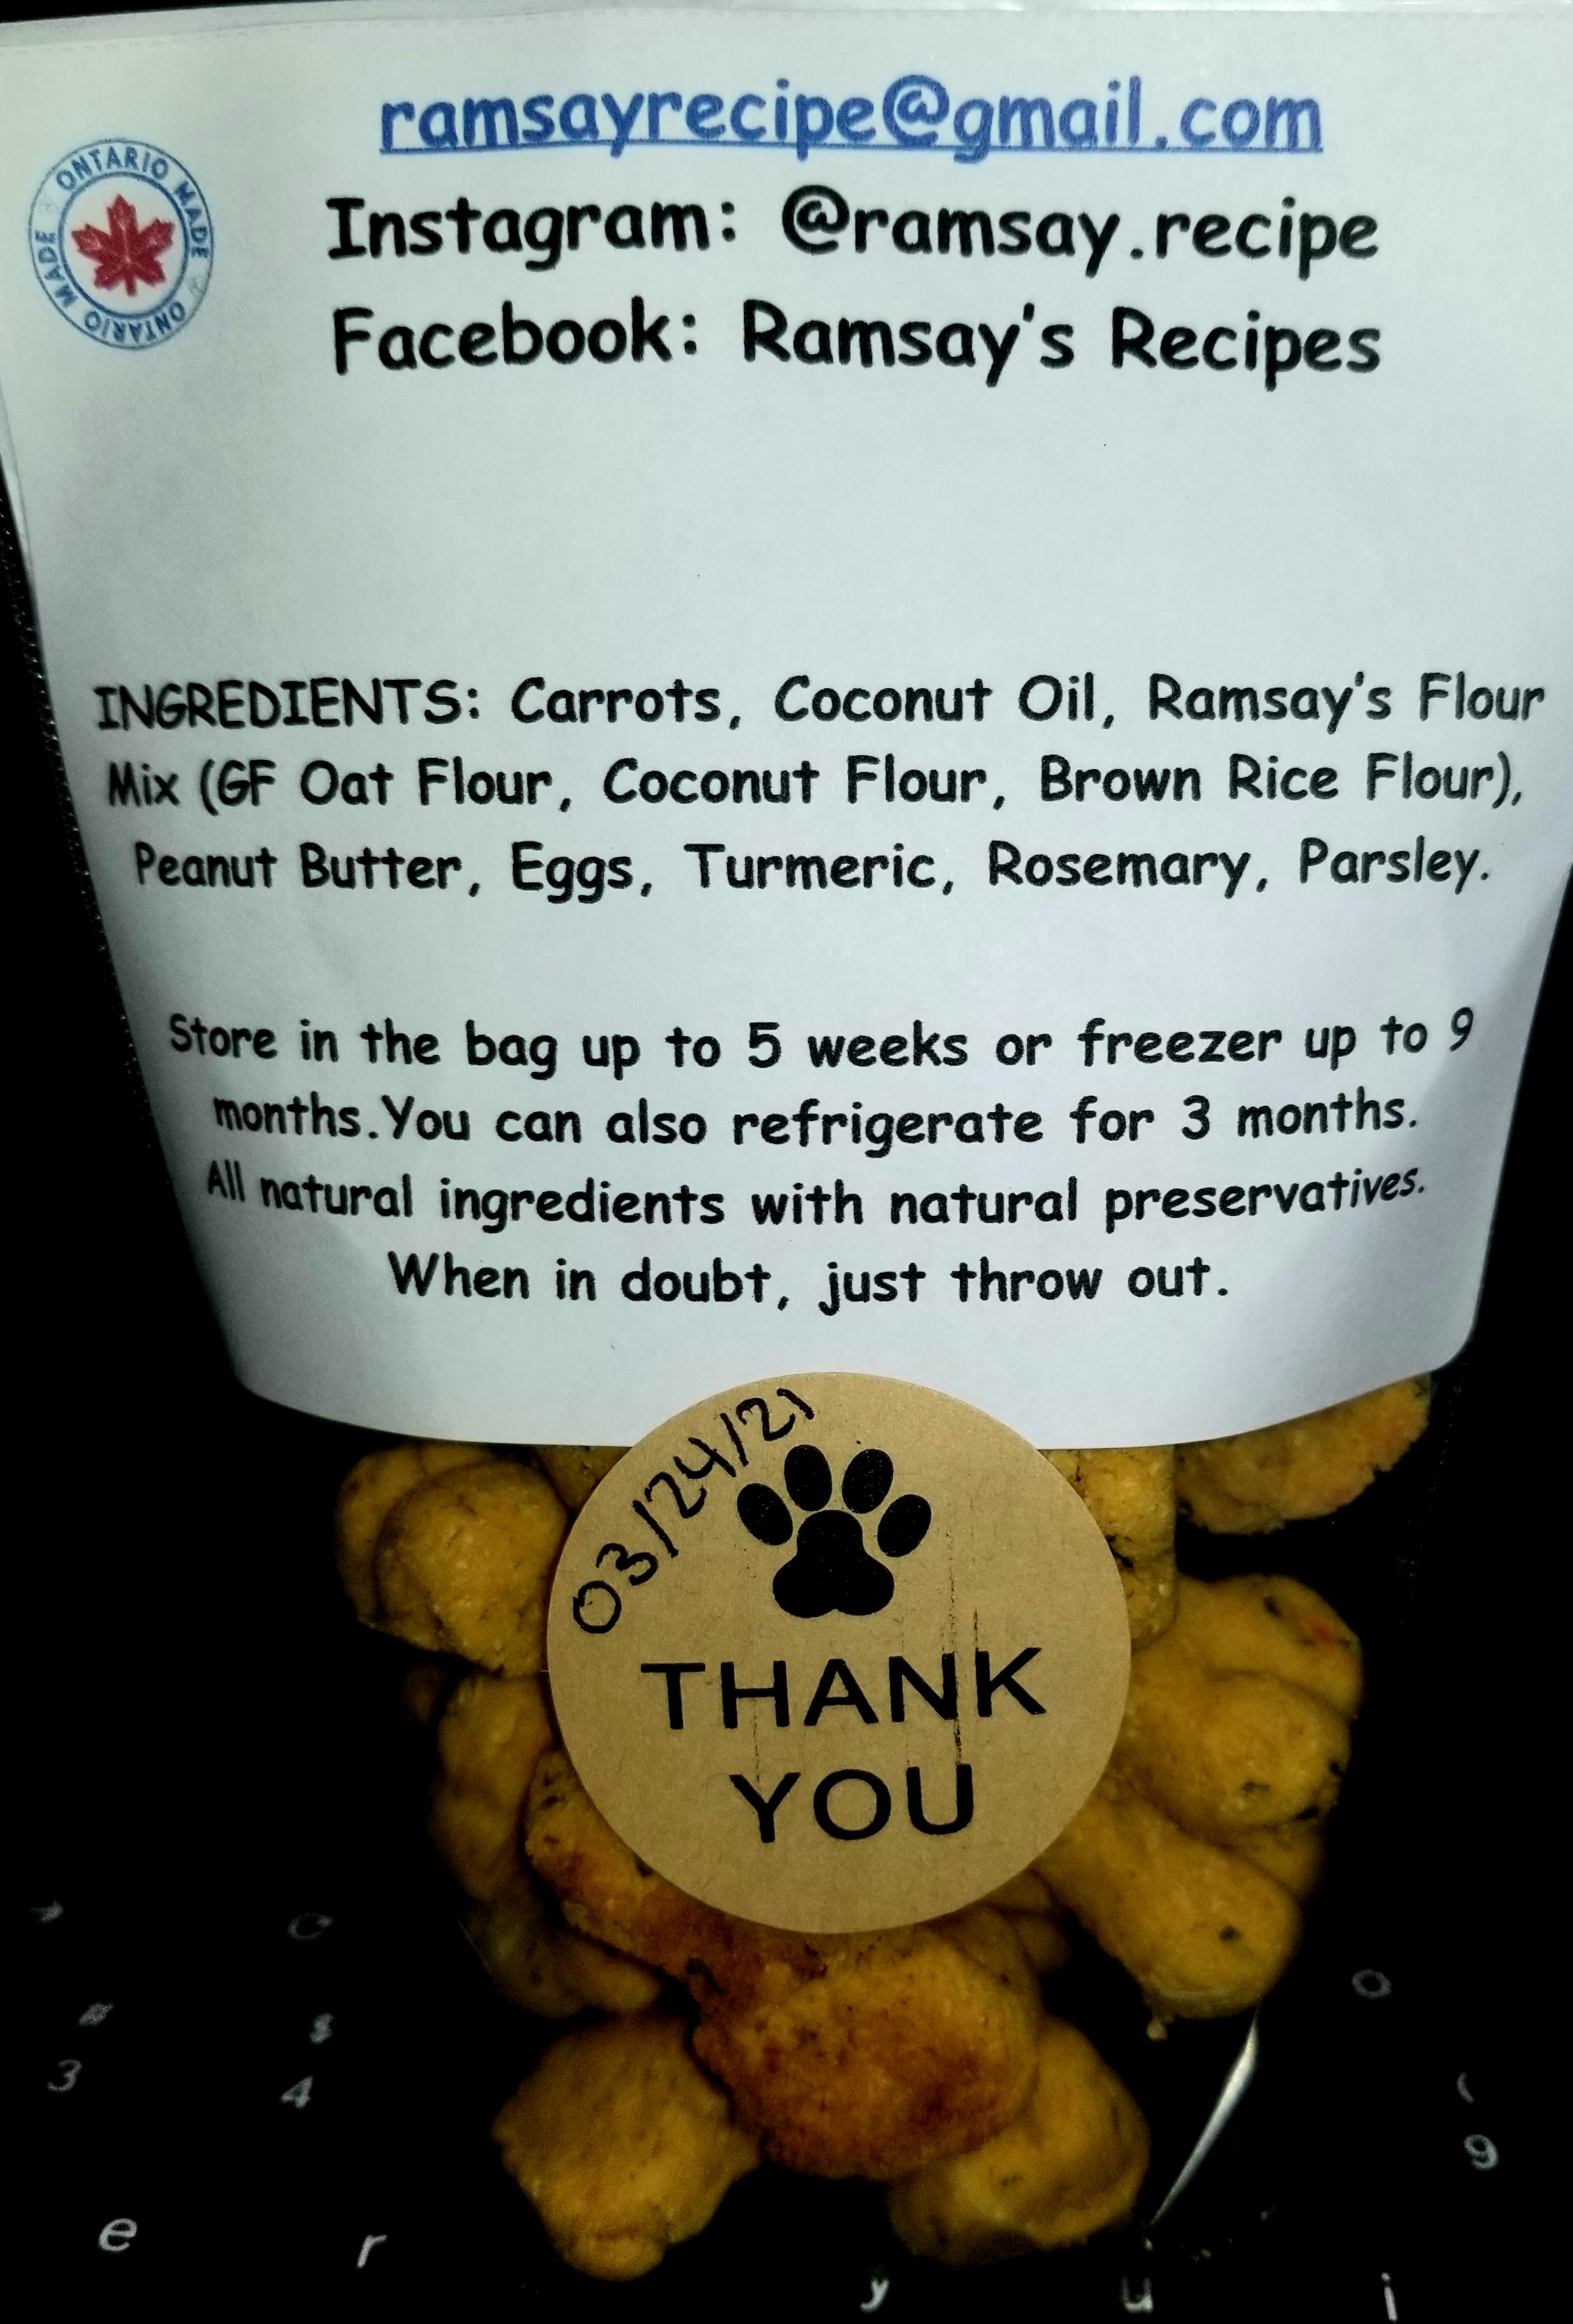 ramsayrecipe@gmail.com
ONTARIO MADE
ONTARIO MADE
Instagram: @ramsay.recipe
Facebook: Ramsay's Recipes
INGREDIENTS: Carrots, Coconut Oil, Ramsay's Flour
Mix (GF Oat Flour, Coconut Flour, Brown Rice Flour),
Peanut Butter, Eggs, Turmeric, Rosemary, Parsley.
Store in the bag up to 5 weeks or freezer up to 9
months.You can also refrigerate for 3 months.
All natural ingredients with natural preservatives.
When in doubt, just throw out.
03/24/21
THANK
YOU
# $
3 4
( 9
e r y u i